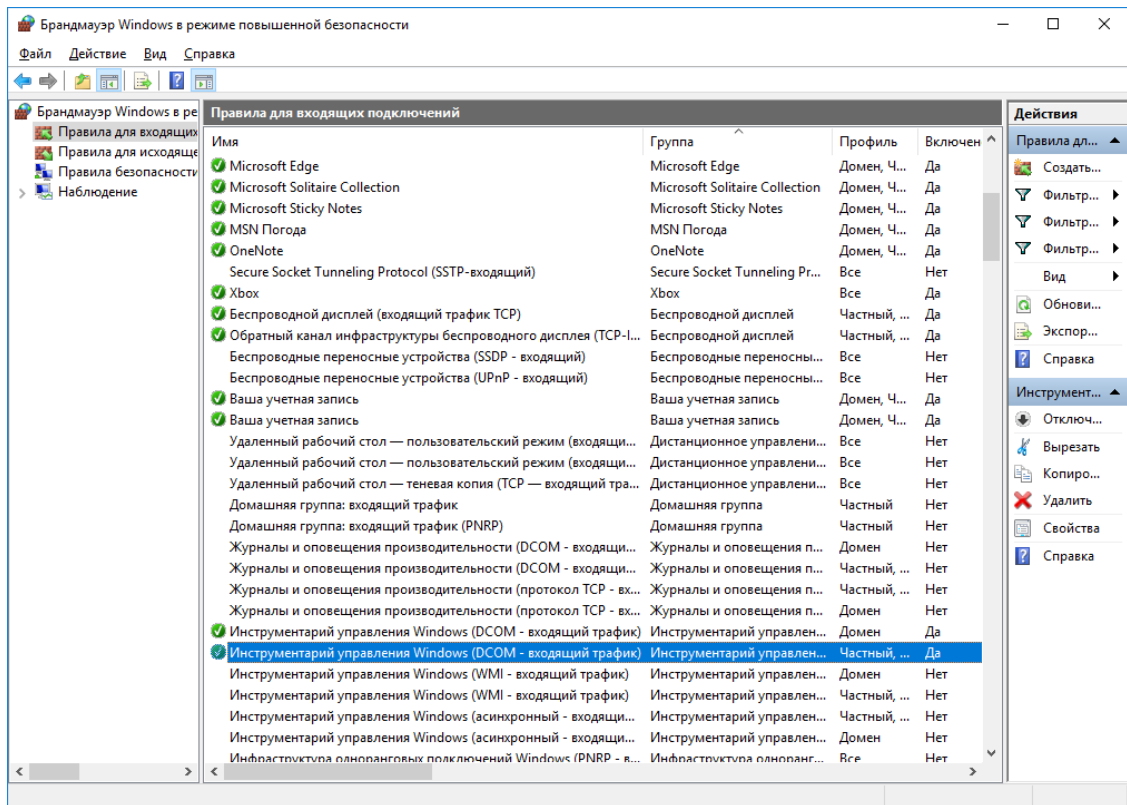 Брандмауэр Windows в режиме повышенной безопасности
Файл Действие Вид Справка
Брандмауэр Windows в ре
Правила для входящих
Правила для исходяще
Правила безопасности
Наблюдение
Правила для входящих подключений
Имя Группа Профиль Включен
Microsoft Edge Microsoft Edge Домен, Ч... Да
Microsoft Solitaire Collection Microsoft Solitaire Collection Домен, Ч... Да
Microsoft Sticky Notes Microsoft Sticky Notes Домен, Ч... Да
MSN Погода MSN Погода Домен, Ч... Да
OneNote OneNote Домен, Ч... Да
Secure Socket Tunneling Protocol (SSTP-входящий) Secure Socket Tunneling Pr... Все Нет
Xbox Xbox Все Да
Беспроводной дисплей (входящий трафик TCP) Беспроводной дисплей Частный, ... Да
Обратный канал инфраструктуры беспроводного дисплея (TCP-I... Беспроводной дисплей Частный, ... Да
Беспроводные переносные устройства (SSDP - входящий) Беспроводные переносны... Все Нет
Беспроводные переносные устройства (UPnP - входящий) Беспроводные переносны... Все Нет
Ваша учетная запись Ваша учетная запись Домен, Ч... Да
Ваша учетная запись Ваша учетная запись Домен, Ч... Да
Удаленный рабочий стол — пользовательский режим (входящи... Дистанционное управлени... Все Нет
Удаленный рабочий стол — пользовательский режим (входящи... Дистанционное управлени... Все Нет
Удаленный рабочий стол — теневая копия (TCP — входящий тра... Дистанционное управлени... Все Нет
Домашняя группа: входящий трафик Домашняя группа Частный Нет
Домашняя группа: входящий трафик (PNRP) Домашняя группа Частный Нет
Журналы и оповещения производительности (DCOM - входящи... Журналы и оповещения п... Домен Нет
Журналы и оповещения производительности (DCOM - входящи... Журналы и оповещения п... Частный, ... Нет
Журналы и оповещения производительности (протокол TCP - вх... Журналы и оповещения п... Частный, ... Нет
Журналы и оповещения производительности (протокол TCP - вх... Журналы и оповещения п... Домен Нет
Инструментарий управления Windows (DCOM - входящий трафик) Инструментарий управлен... Домен Да
Инструментарий управления Windows (DCOM - входящий трафик) Инструментарий управлен... Частный, ... Да
Инструментарий управления Windows (WMI - входящий трафик) Инструментарий управлен... Домен Нет
Инструментарий управления Windows (WMI - входящий трафик) Инструментарий управлен... Частный, ... Нет
Инструментарий управления Windows (асинхронный - входящи... Инструментарий управлен... Частный, ... Нет
Инструментарий управления Windows (асинхронный - входящи... Инструментарий управлен... Домен Нет
Инфраструктура одноранговых подключений Windows (PNRP - в... Инфраструктура одноранг... Все Нет
Действия
Правила дл...
Создать...
Фильтр...
Фильтр...
Фильтр...
Вид
Обнови...
Экспор...
Справка
Инструмент...
Отключ...
Вырезать
Копиро...
Удалить
Свойства
Справка